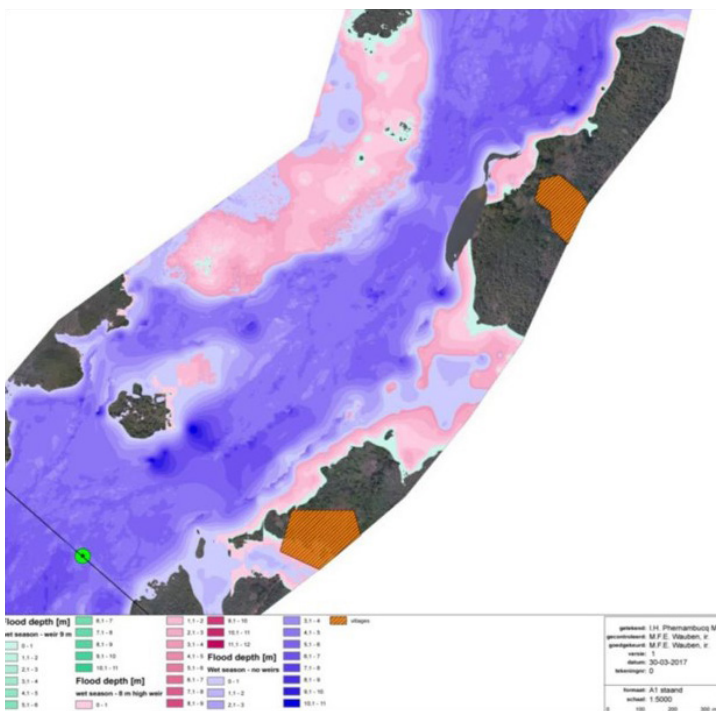 Flood depth [m]
wet season - weir 9 m
0 - 1
1,1 - 2
2,1 - 3
3,1 - 4
4,1 - 5
5,1 - 6
6,1 - 7
7,1 - 8
8,1 - 9
9,1 - 10
10,1 - 11
Flood depth [m]
wet season - 8 m high weir
0 - 1
1,1 - 2
2,1 - 3
3,1 - 4
4,1 - 5
5,1 - 6
6,1 - 7
7,1 - 8
8,1 - 9
9,1 - 10
10,1 - 11
11,1 - 12
Flood depth [m]
Wet season - no weirs
0 - 1
1,1 - 2
2,1 - 3
3,1 - 4
4,1 - 5
5,1 - 6
6,1 - 7
7,1 - 8
8,1 - 9
9,1 - 10
10,1 - 11
villages
getekend: I.H. Phernambucq M
gecontroleerd: M.F.E. Wauben, ir.
goedgekeurd: M.F.E. Wauben, ir.
versie: 1
datum: 30-03-2017
tekeningnr: 0
formaat: A1 staand
schaal: 1:5000
0 100 200 300 m